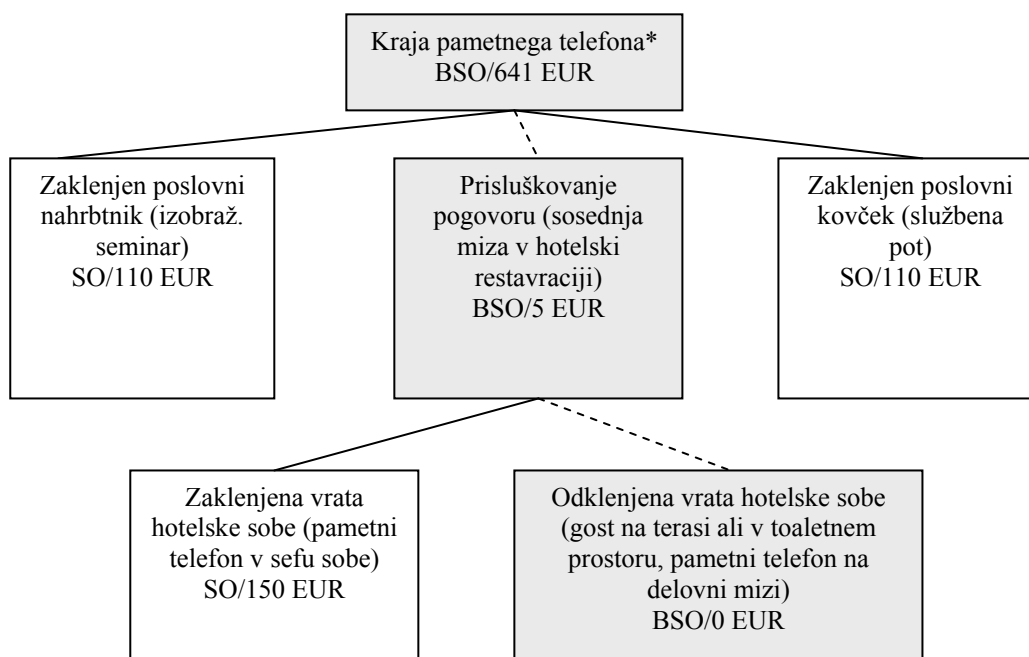 Kraja pametnega telefona*
BSO/641 EUR
Zaklenjen poslovni
nahrbtnik (izobraž.
seminar)
SO/110 EUR
Prisluškovanje
pogovoru (sosednja
miza v hotelski
restavraciji)
BSO/5 EUR
Zaklenjen poslovni
kovček (službena
pot)
SO/110 EUR
Zaklenjena vrata
hotelske sobe (pametni
telefon v sefu sobe)
SO/150 EUR
Odklenjena vrata hotelske sobe
(gost na terasi ali v toaletnem
prostoru, pametni telefon na
delovni mizi)
BSO/0 EUR